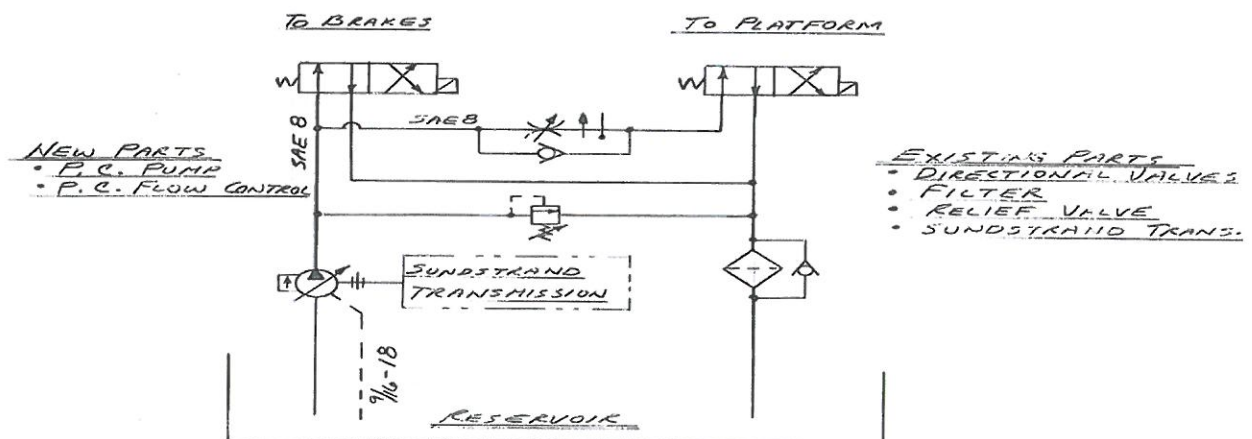 TO BRAKES
TO PLATFORM
SAE 8
SAE 8
NEW PARTS
• P.C. PUMP
• P.C. FLOW CONTROL
EXISTING PARTS
• DIRECTIONAL VALVES
• FILTER
• RELIEF VALVE
• SUNDSTRAND TRANS.
SUNDSTRAND
TRANSMISSION
9/16-18
RESERVOIR